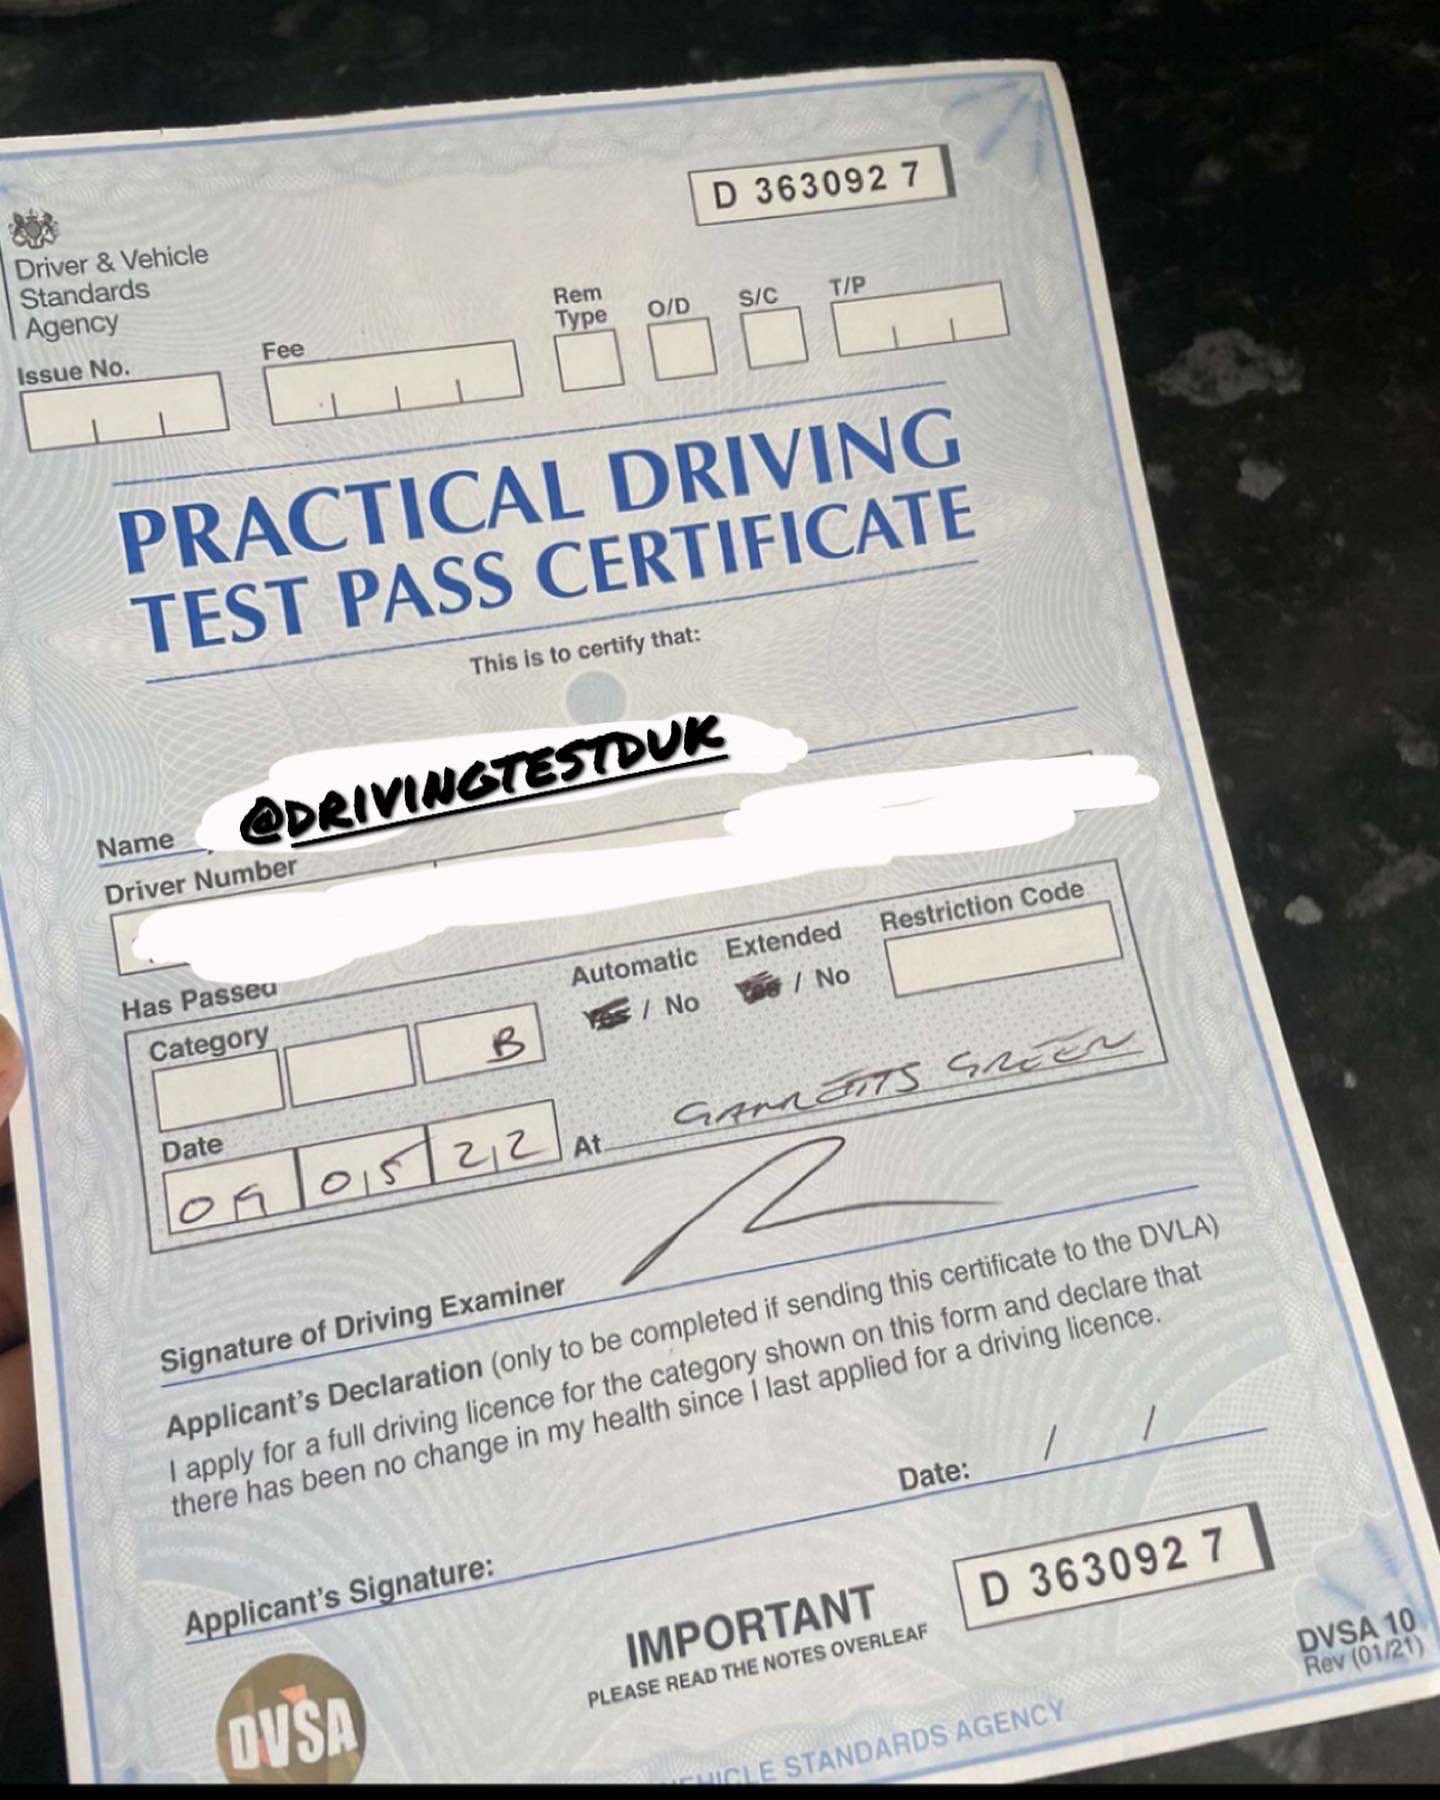 D 363092 7
Driver & Vehicle
Standards
Agency
Issue No.
Fee
Rem
Type
O/D
S/C
T/P
PRACTICAL DRIVING
TEST PASS CERTIFICATE
This is to certify that:
Name @DRIVINGTESTDUK
Driver Number
Has Passed
Automatic
Extended
Restriction Code
Yes / No
Yes / No
Category
B
Date
09 05 22
At GARRETTS GREEN
Signature of Driving Examiner
Applicant's Declaration (only to be completed if sending this certificate to the DVLA)
I apply for a full driving licence for the category shown on this form and declare that
there has been no change in my health since I last applied for a driving licence.
Date: / /
Applicant's Signature:
IMPORTANT
PLEASE READ THE NOTES OVERLEAF
D 363092 7
DVSA 10
Rev (01/21)
DVSA
STANDARDS AGENCY